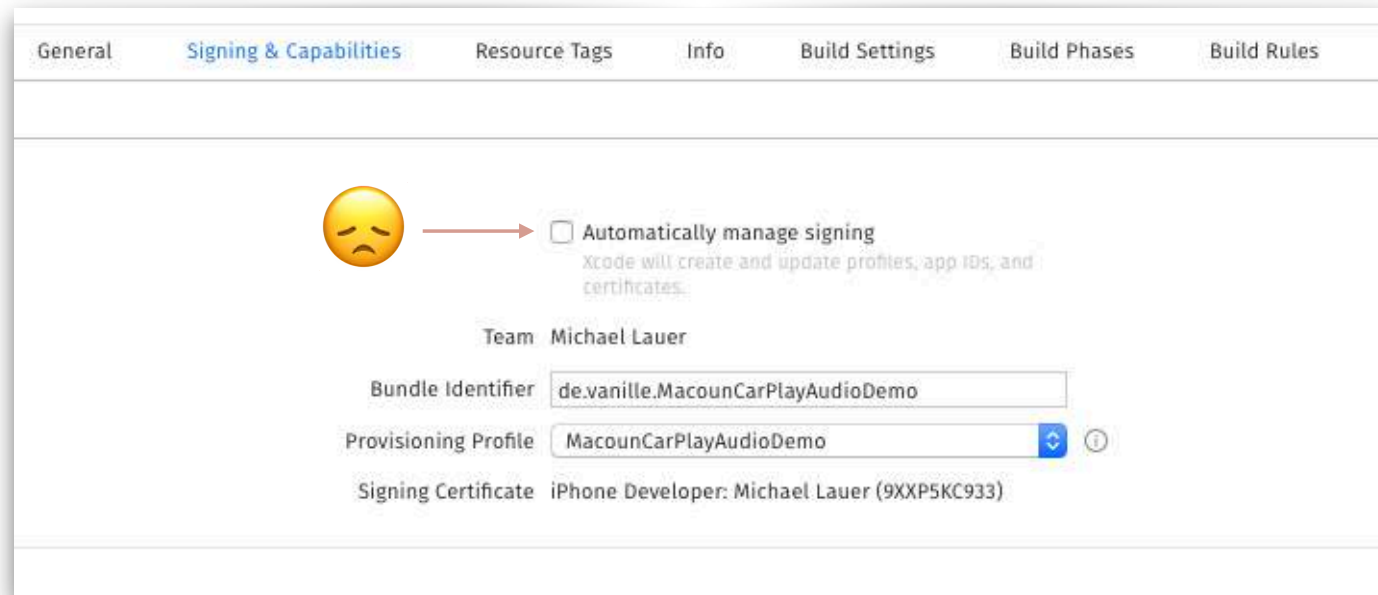 General Signing & Capabilities Resource Tags Info Build Settings Build Phases Build Rules
Automatically manage signing
Xcode will create and update profiles, app IDs, and
certificates.
Team Michael Lauer
Bundle Identifier de.vanille.MacounCarPlayAudioDemo
Provisioning Profile MacounCarPlayAudioDemo
Signing Certificate iPhone Developer: Michael Lauer (9XXP5KC933)